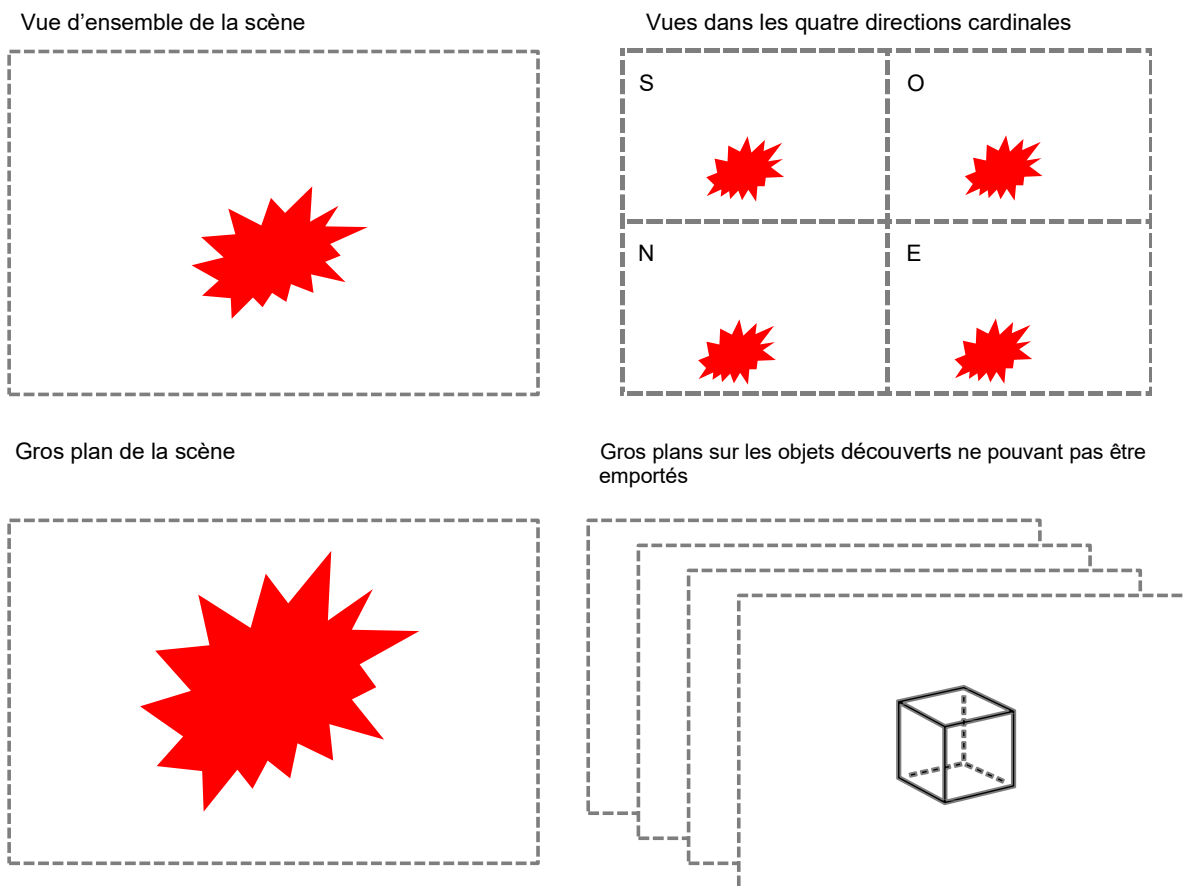 Vue d’ensemble de la scène
Vues dans les quatre directions cardinales
S
O
N
E
Gros plan de la scène
Gros plans sur les objets découverts ne pouvant pas être
emportés